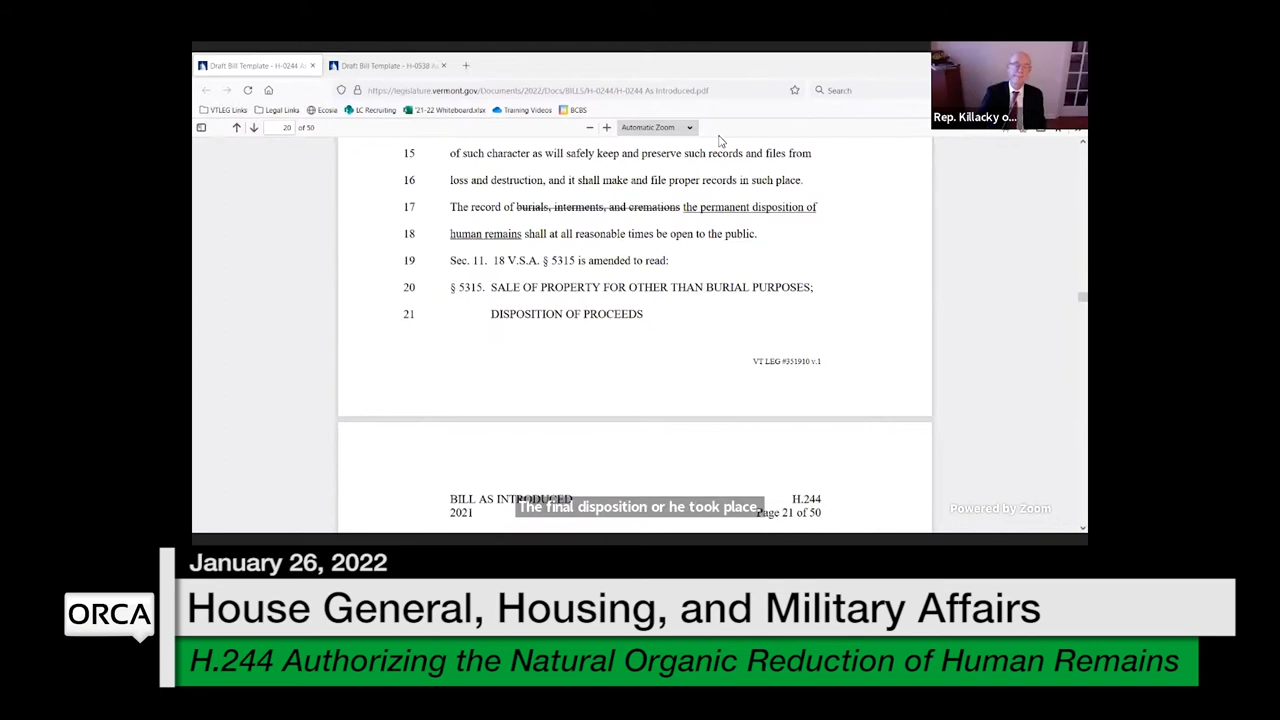 Draft Bill Template - H-0244 As
Draft Bill Template - H-0538 A
https://legislature.vermont.gov/Documents/2022/Docs/BILLS/H-0244/H-0244 As Introduced.pdf
Search
VTLEG Links
Legal Links
Ecosia
LC Recruiting
'21-22 Whiteboard.xlsx
Training Videos
BCBS
Rep. Killacky o...
20 of 50
Automatic Zoom
15 of such character as will safely keep and preserve such records and files from
16 loss and destruction, and it shall make and file proper records in such place.
17 The record of burials, interments, and cremations the permanent disposition of
18 human remains shall at all reasonable times be open to the public.
19 Sec. 11. 18 V.S.A. § 5315 is amended to read:
20 § 5315. SALE OF PROPERTY FOR OTHER THAN BURIAL PURPOSES;
21 DISPOSITION OF PROCEEDS
VT LEG #351910 v.1
BILL AS INTRODUCED H.244
2021 Page 21 of 50
The final disposition or he took place.
Powered by Zoom
January 26, 2022
ORCA
House General, Housing, and Military Affairs
H.244 Authorizing the Natural Organic Reduction of Human Remains